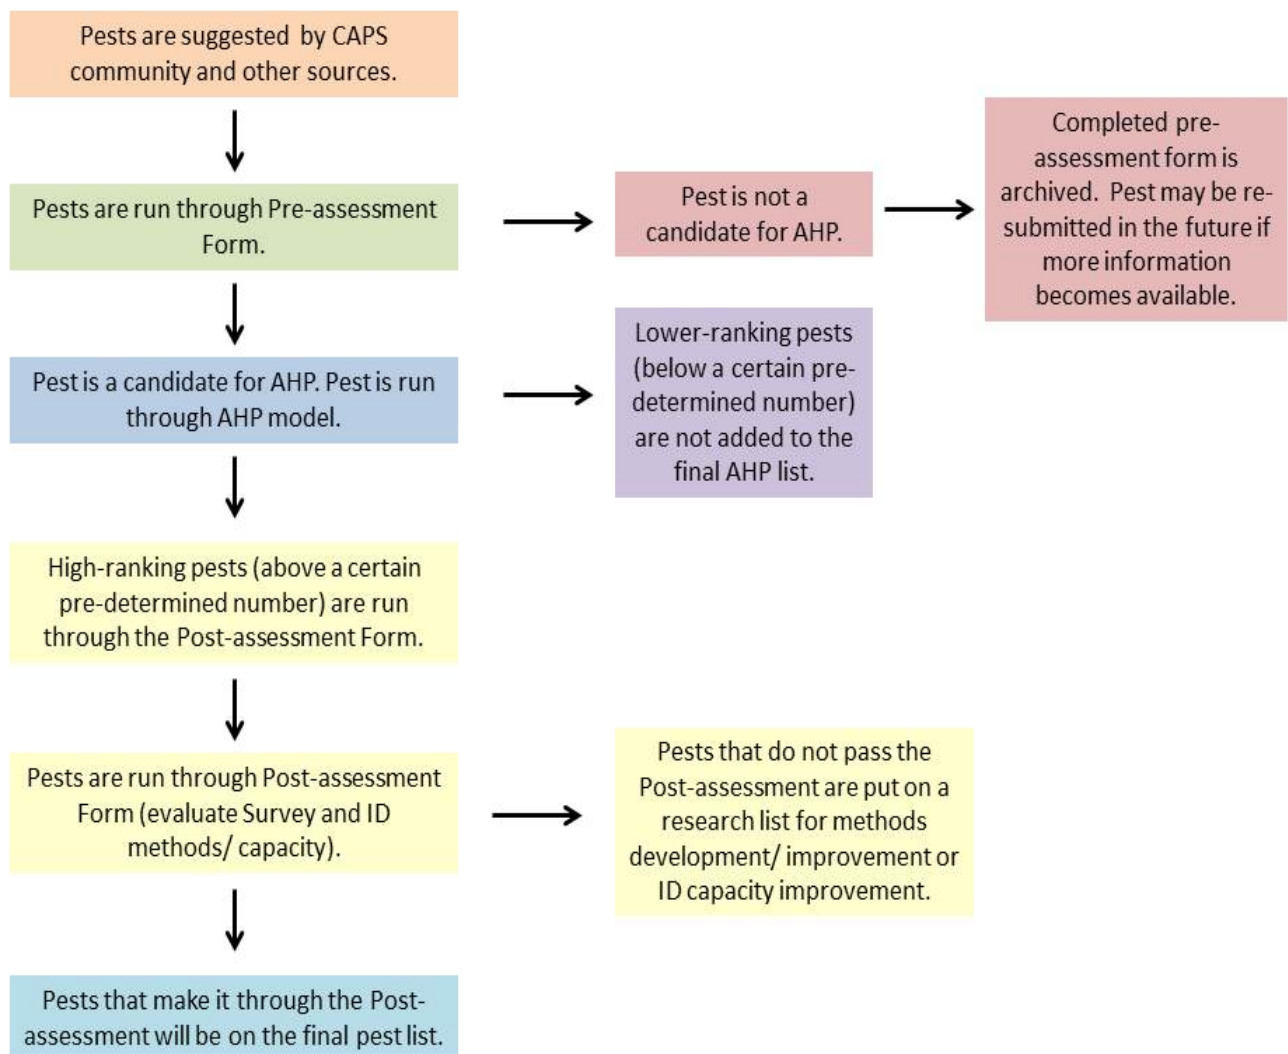 Pests are suggested by CAPS
community and other sources.
Pests are run through Pre-assessment
Form.
Pest is not a
candidate for AHP.
Completed pre-
assessment form is
archived. Pest may be re-
submitted in the future if
more information
becomes available.
Pest is a candidate for AHP. Pest is run
through AHP model.
Lower-ranking pests
(below a certain pre-
determined number)
are not added to the
final AHP list.
High-ranking pests (above a certain
pre-determined number) are run
through the Post-assessment Form.
Pests are run through Post-assessment
Form (evaluate Survey and ID
methods/ capacity).
Pests that do not pass the
Post-assessment are put on a
research list for methods
development/ improvement or
ID capacity improvement.
Pests that make it through the Post-
assessment will be on the final pest list.